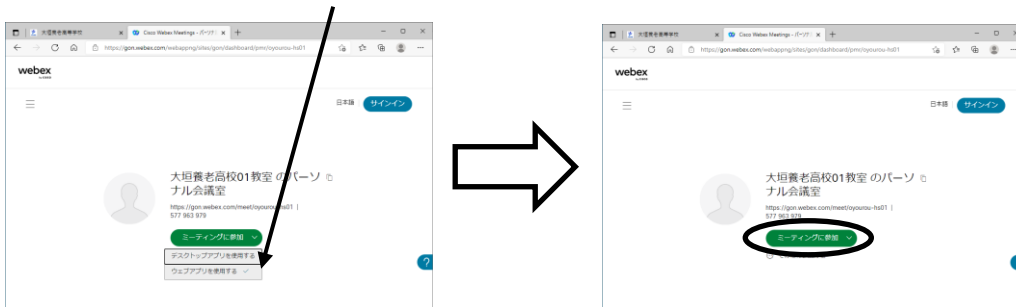 大垣養老高等学校
Cisco Webex Meetings - パーソナ
https://gon.webex.com/webappng/sites/gon/dashboard/pmr/oyourou-hs01
webex
by CISCO
日本語
サインイン
大垣養老高校01教室 のパーソ
ナル会議室
https://gon.webex.com/meet/oyourou-hs01 |
577 963 979
ミーティングに参加
デスクトップアプリを使用する
ウェブアプリを使用する
?
大垣養老高等学校
Cisco Webex Meetings - パーソナ
https://gon.webex.com/webappng/sites/gon/dashboard/pmr/oyourou-hs01
webex
by CISCO
日本語
サインイン
大垣養老高校01教室 のパーソ
ナル会議室
https://gon.webex.com/meet/oyourou-hs01 |
577 963 979
ミーティングに参加